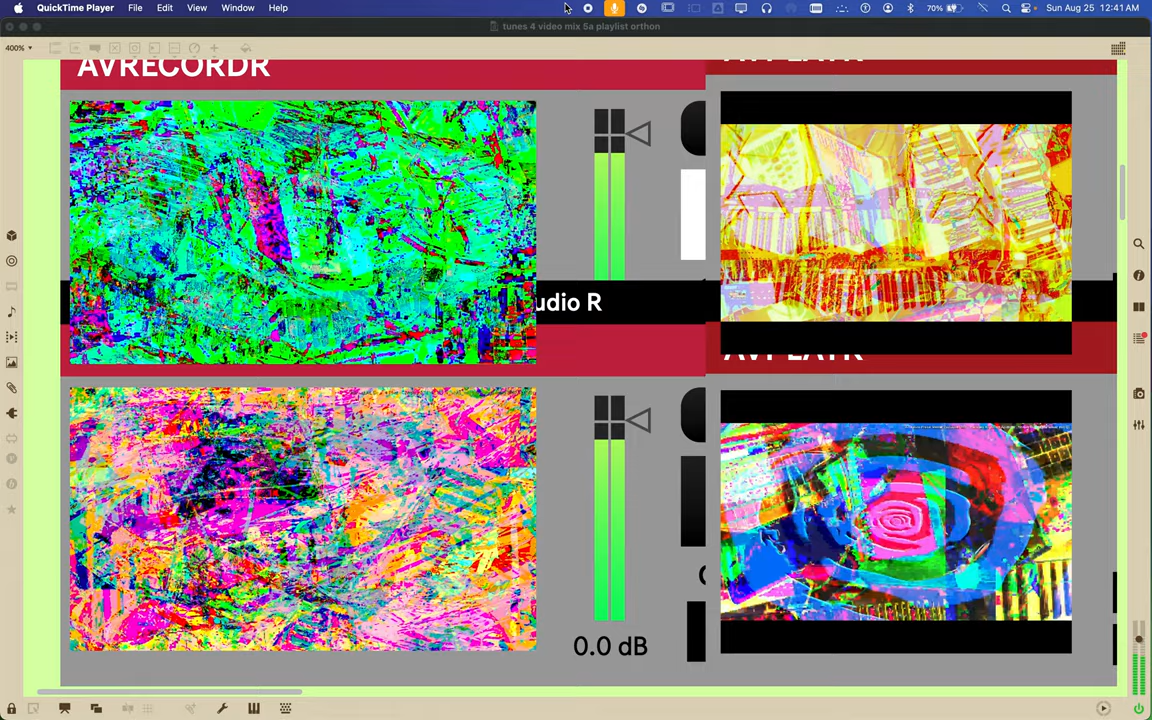 QuickTime Player File Edit View Window Help 70% Sun Aug 25 12:41 AM
tunes 4 video mix 5a playlist orthon
400%
AVRECORDR
udio R
AVPLAYR
0.0 dB